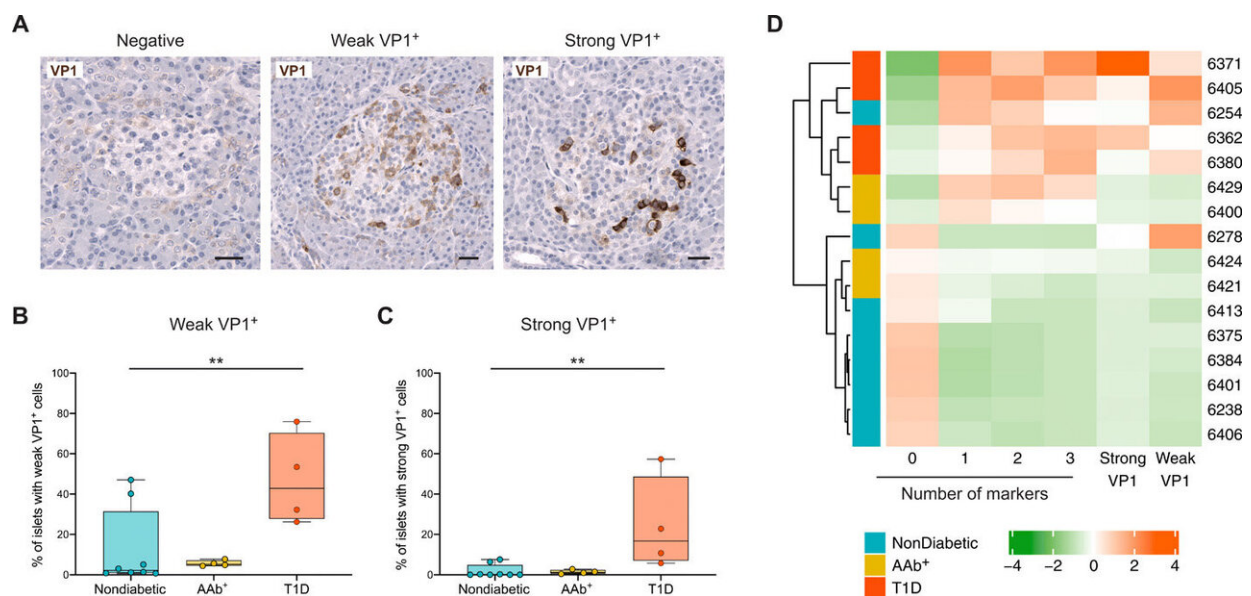 A
Negative
Weak VP1⁺
Strong VP1⁺
VP1
VP1
VP1
B
Weak VP1⁺
**
% of islets with weak VP1⁺ cells
100
80
60
40
20
0
Nondiabetic
AAb⁺
T1D
C
Strong VP1⁺
**
% of islets with strong VP1⁺ cells
100
80
60
40
20
0
Nondiabetic
AAb⁺
T1D
D
6371
6405
6254
6362
6380
6429
6400
6278
6424
6421
6413
6375
6384
6401
6238
6406
0 1 2 3 Strong Weak
VP1 VP1
Number of markers
NonDiabetic
AAb⁺
T1D
−4 −2 0 2 4